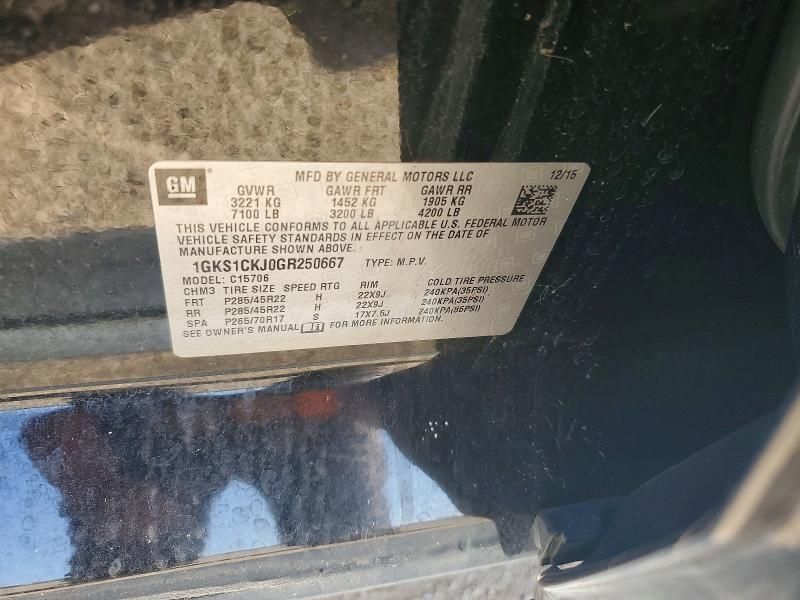 GM
MFD BY GENERAL MOTORS LLC 12/15
GVWR GAWR FRT GAWR RR
3221 KG 1452 KG 1905 KG
7100 LB 3200 LB 4200 LB
THIS VEHICLE CONFORMS TO ALL APPLICABLE U.S. FEDERAL MOTOR
VEHICLE SAFETY STANDARDS IN EFFECT ON THE DATE OF
MANUFACTURE SHOWN ABOVE.
1GKS1CKJ0GR250667 TYPE: M.P.V.
MODEL: C15706
CHM3 TIRE SIZE SPEED RTG RIM COLD TIRE PRESSURE
FRT P285/45R22 H 22X9J 240KPA(35PSI)
RR P285/45R22 H 22X9J 240KPA(35PSI)
SPA P265/70R17 S 17X7.5J 240KPA(35PSI)
SEE OWNER'S MANUAL FOR MORE INFORMATION.